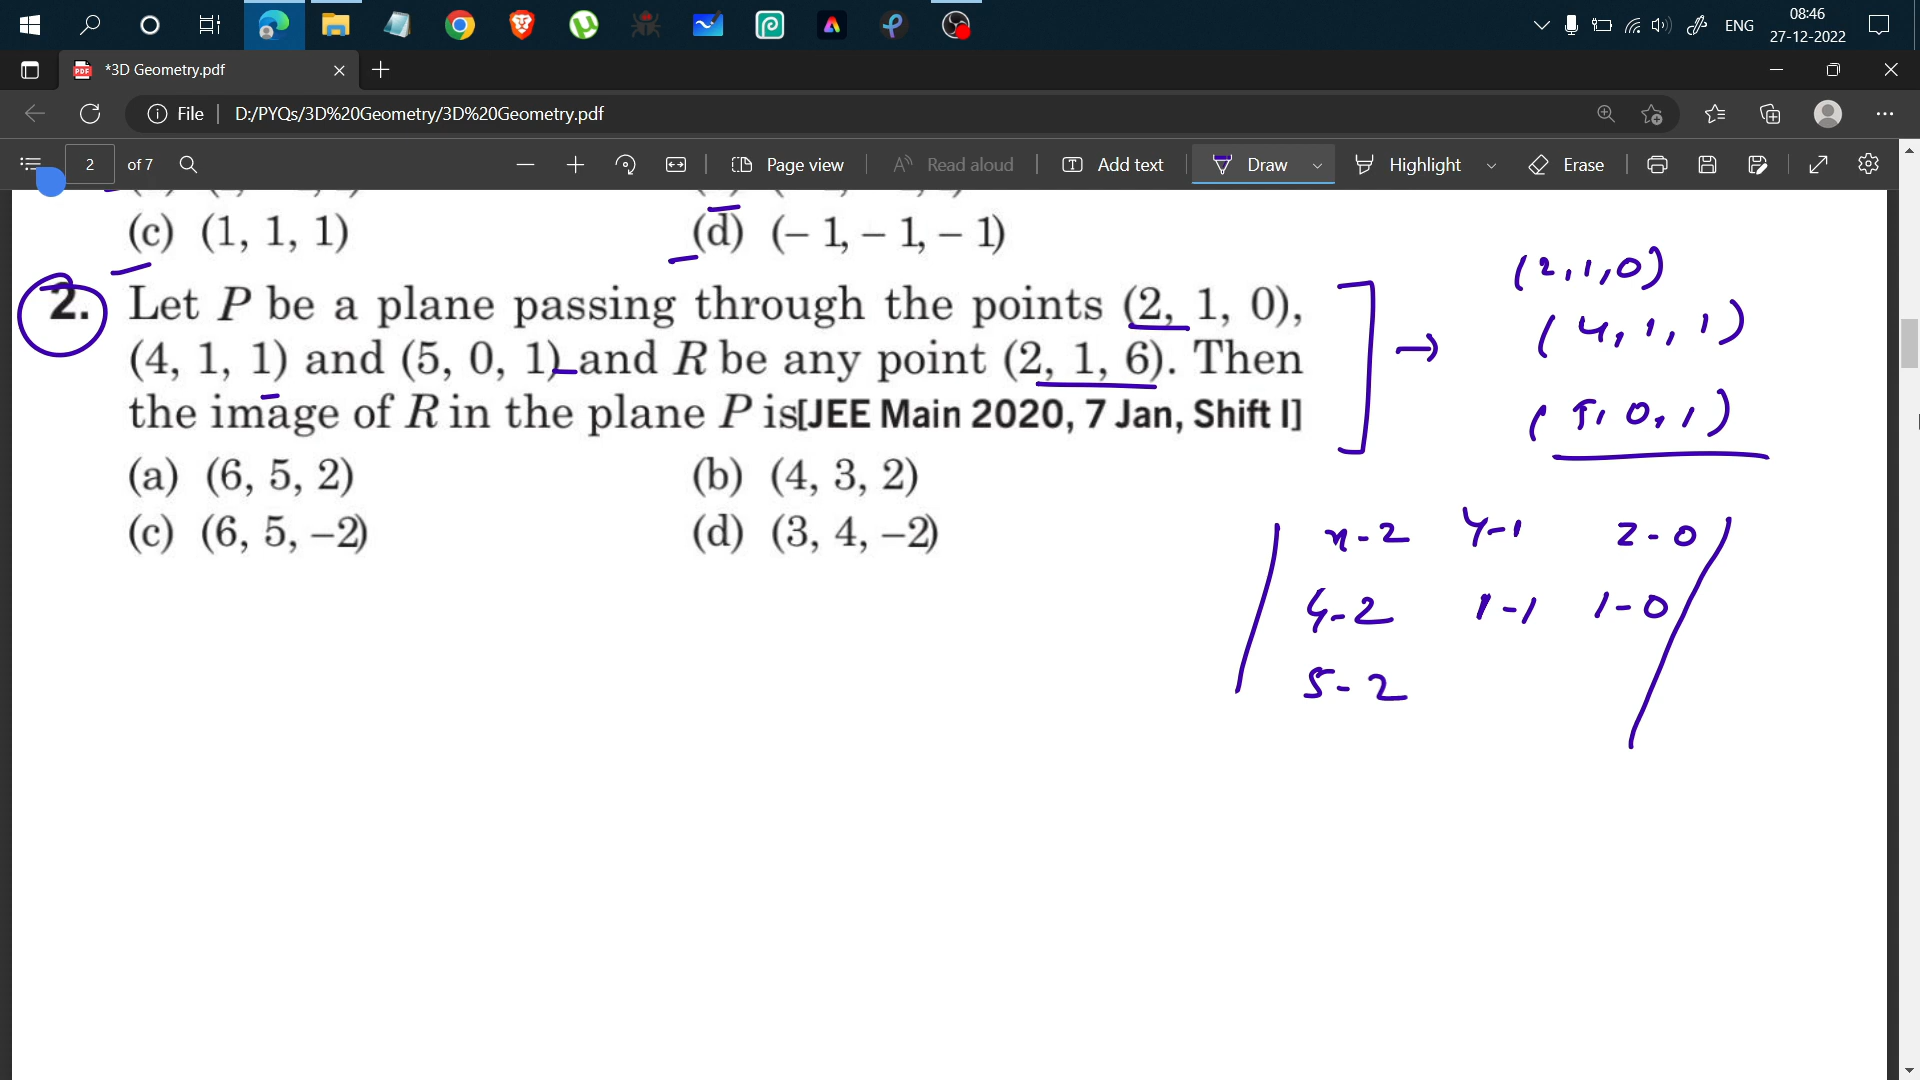 ENG
08:46
27-12-2022
*3D Geometry.pdf
File
D:/PYQs/3D%20Geometry/3D%20Geometry.pdf
2 of 7
Page view
Read aloud
Add text
Draw
Highlight
Erase
(c) (1, 1, 1) (d) (– 1, – 1, – 1)
2. Let P be a plane passing through the points (2, 1, 0),
(4, 1, 1) and (5, 0, 1) and R be any point (2, 1, 6). Then
the image of R in the plane P is[JEE Main 2020, 7 Jan, Shift I]
(a) (6, 5, 2) (b) (4, 3, 2)
(c) (6, 5, –2) (d) (3, 4, –2)
(2,1,0)
(4,1,1)
(5,0,1)
x-2 y-1 z-0
4-2 1-1 1-0
5-2